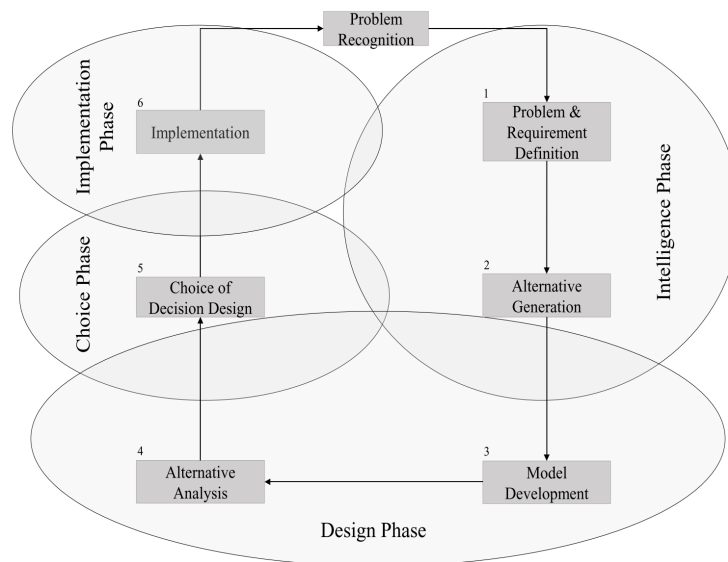 Problem
Recognition
1
Problem &
Requirement
Definition
2
Alternative
Generation
3
Model
Development
4
Alternative
Analysis
5
Choice of
Decision Design
6
Implementation
Implementation
Phase
Choice Phase
Intelligence Phase
Design Phase